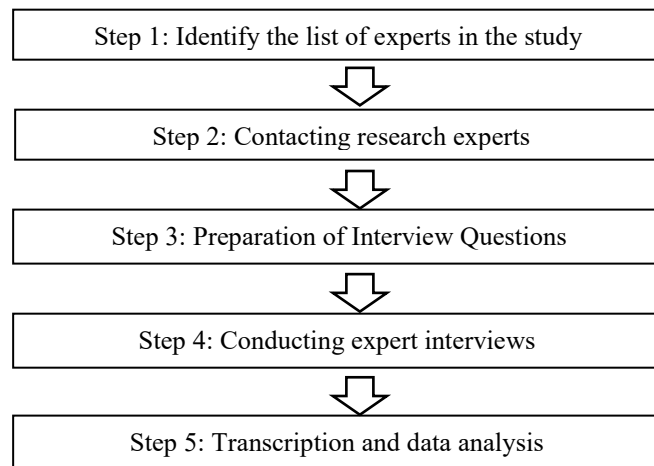 Step 1: Identify the list of experts in the study
Step 2: Contacting research experts
Step 3: Preparation of Interview Questions
Step 4: Conducting expert interviews
Step 5: Transcription and data analysis